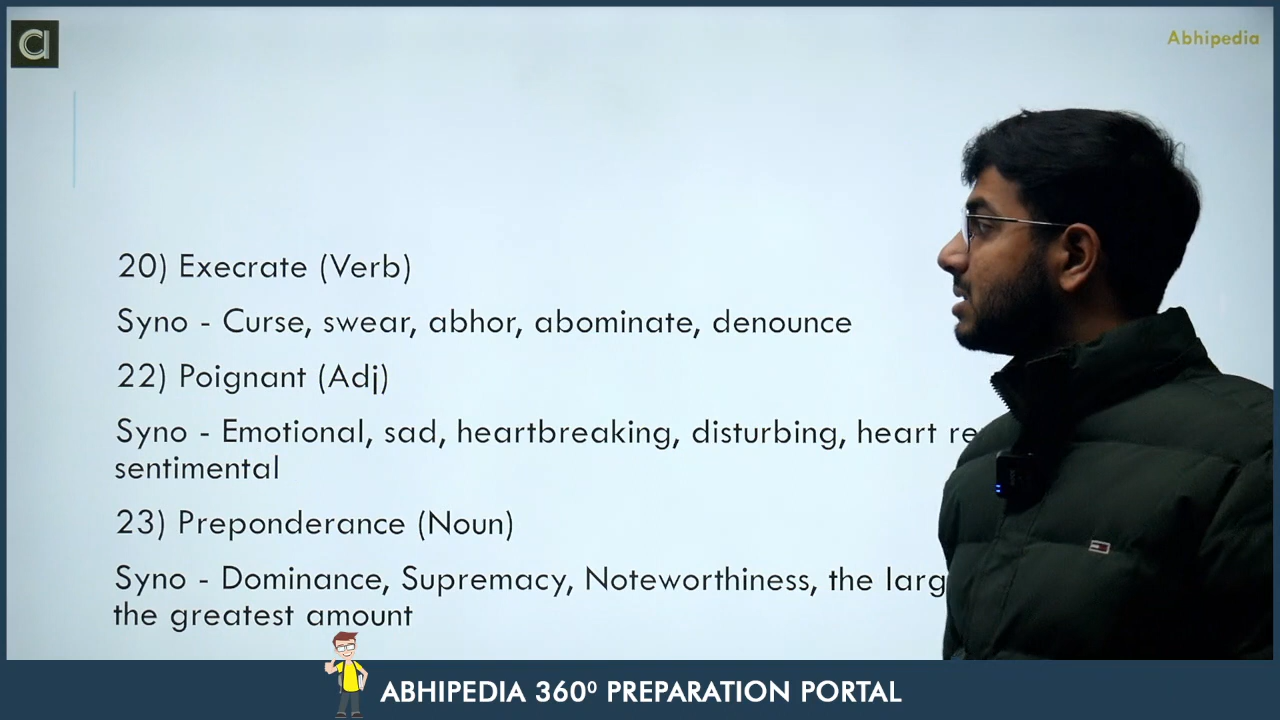 Abhipedia
20) Execrate (Verb)
Syno - Curse, swear, abhor, abominate, denounce
22) Poignant (Adj)
Syno - Emotional, sad, heartbreaking, disturbing, heart
sentimental
23) Preponderance (Noun)
Syno - Dominance, Supremacy, Noteworthiness, the
the greatest amount
ABHIPEDIA 360⁰ PREPARATION PORTAL